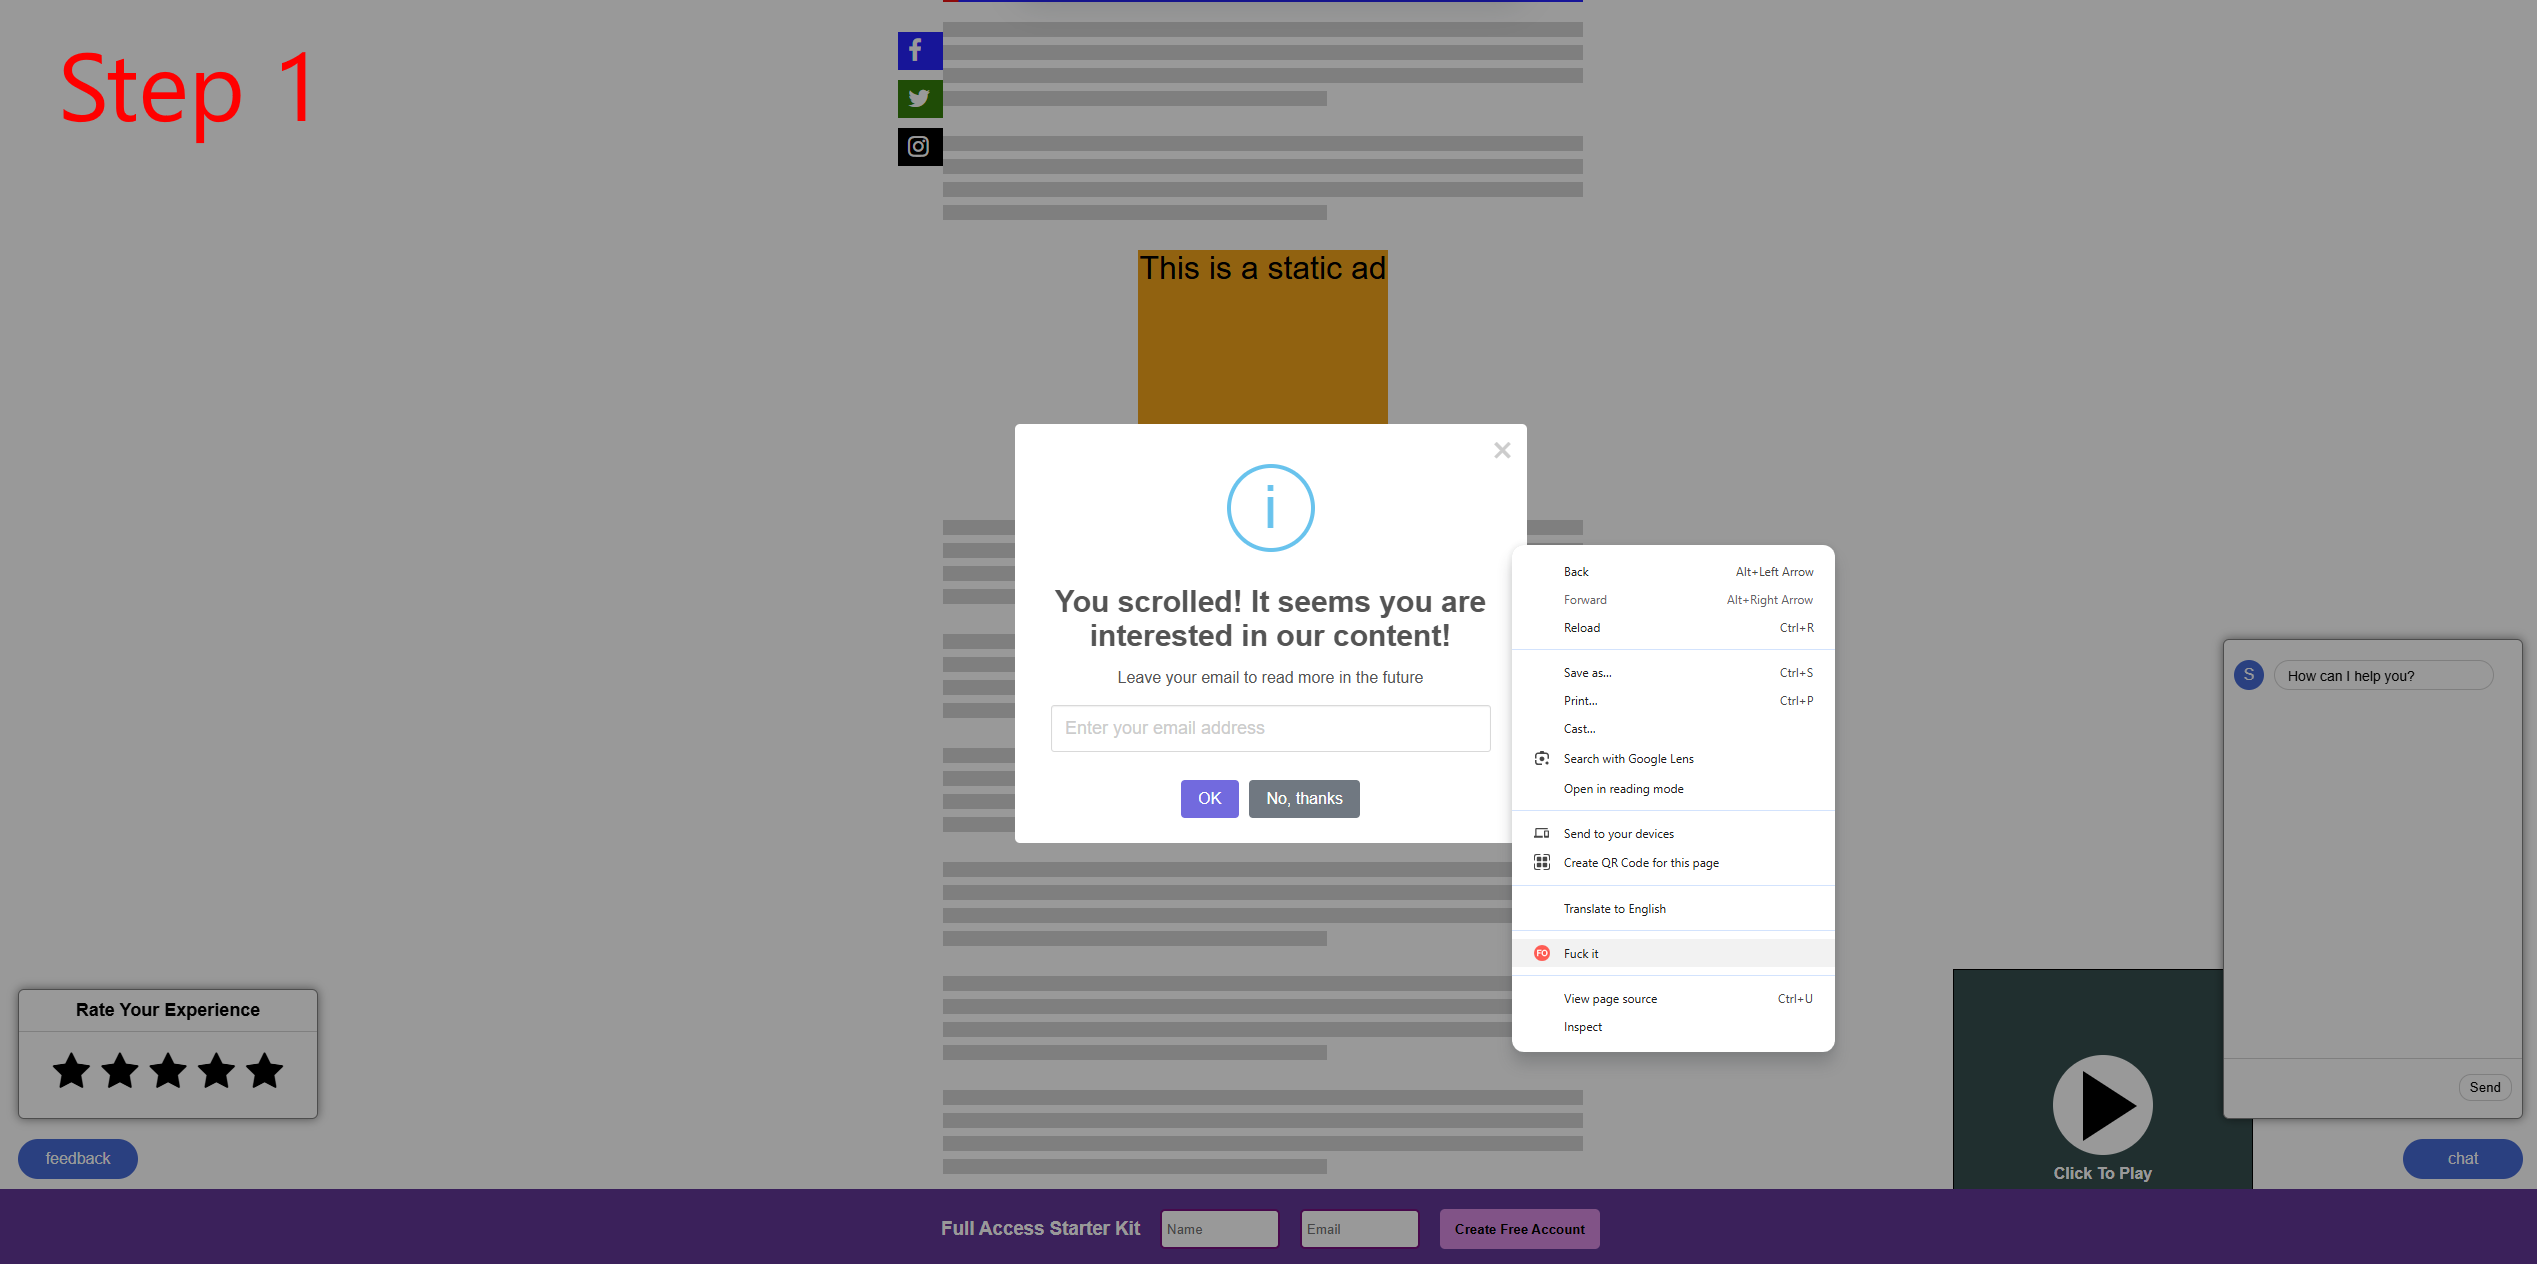 Step 1
This is a static ad
×
i
You scrolled! It seems you are
interested in our content!
Leave your email to read more in the future
Enter your email address
OK
No, thanks
Back Alt+Left Arrow
Forward Alt+Right Arrow
Reload Ctrl+R
Save as... Ctrl+S
Print... Ctrl+P
Cast...
Search with Google Lens
Open in reading mode
Send to your devices
Create QR Code for this page
Translate to English
FO Fuck it
View page source Ctrl+U
Inspect
S How can I help you?
Send
Rate Your Experience
feedback
Click To Play
chat
Full Access Starter Kit Name Email Create Free Account